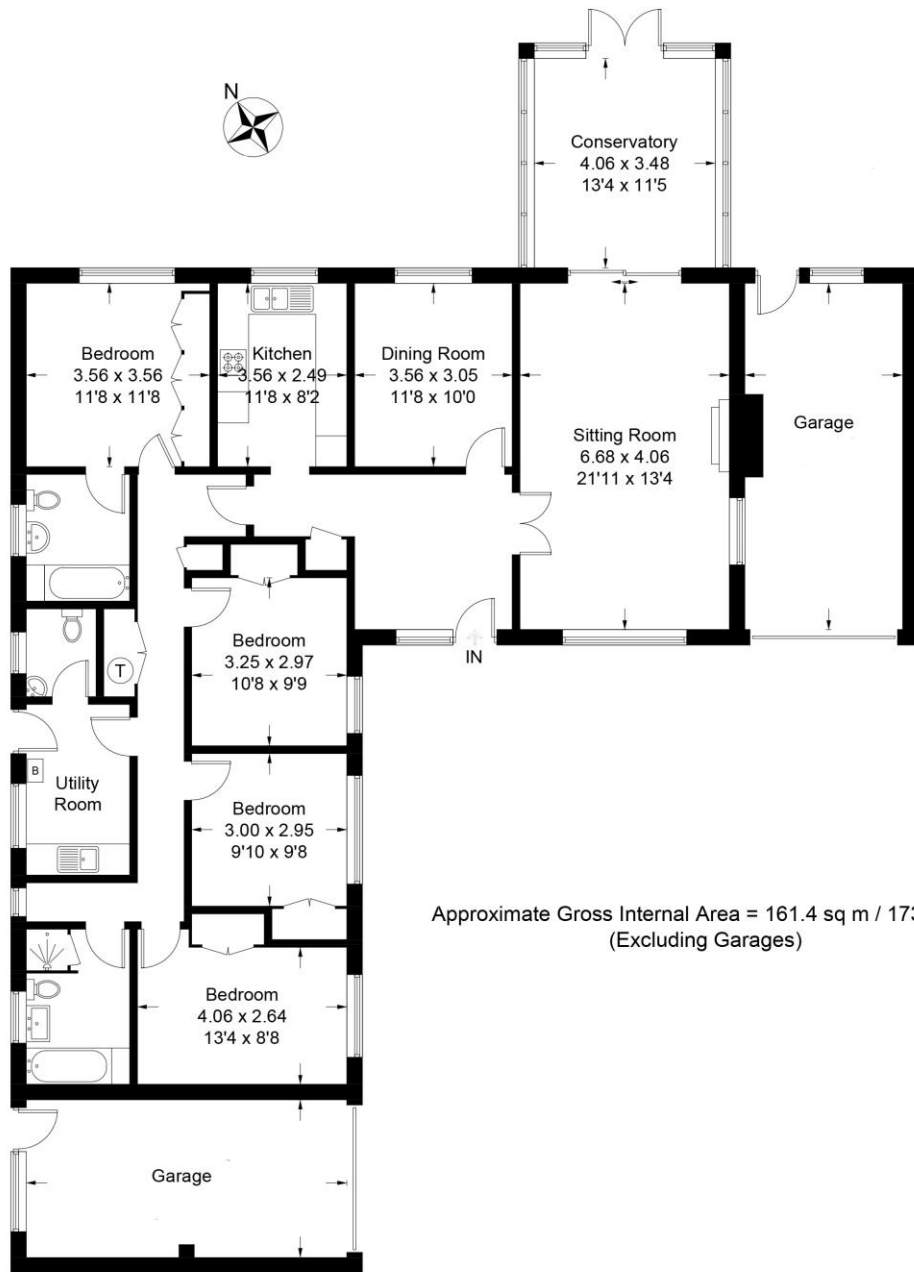 N
Conservatory
4.06 x 3.48
13'4 x 11'5
Bedroom
3.56 x 3.56
11'8 x 11'8
Kitchen
3.56 x 2.49
11'8 x 8'2
Dining Room
3.56 x 3.05
11'8 x 10'0
Sitting Room
6.68 x 4.06
21'11 x 13'4
Garage
IN
Bedroom
3.25 x 2.97
10'8 x 9'9
T
B
Utility
Room
Bedroom
3.00 x 2.95
9'10 x 9'8
Approximate Gross Internal Area = 161.4 sq m / 173
(Excluding Garages)
Bedroom
4.06 x 2.64
13'4 x 8'8
Garage